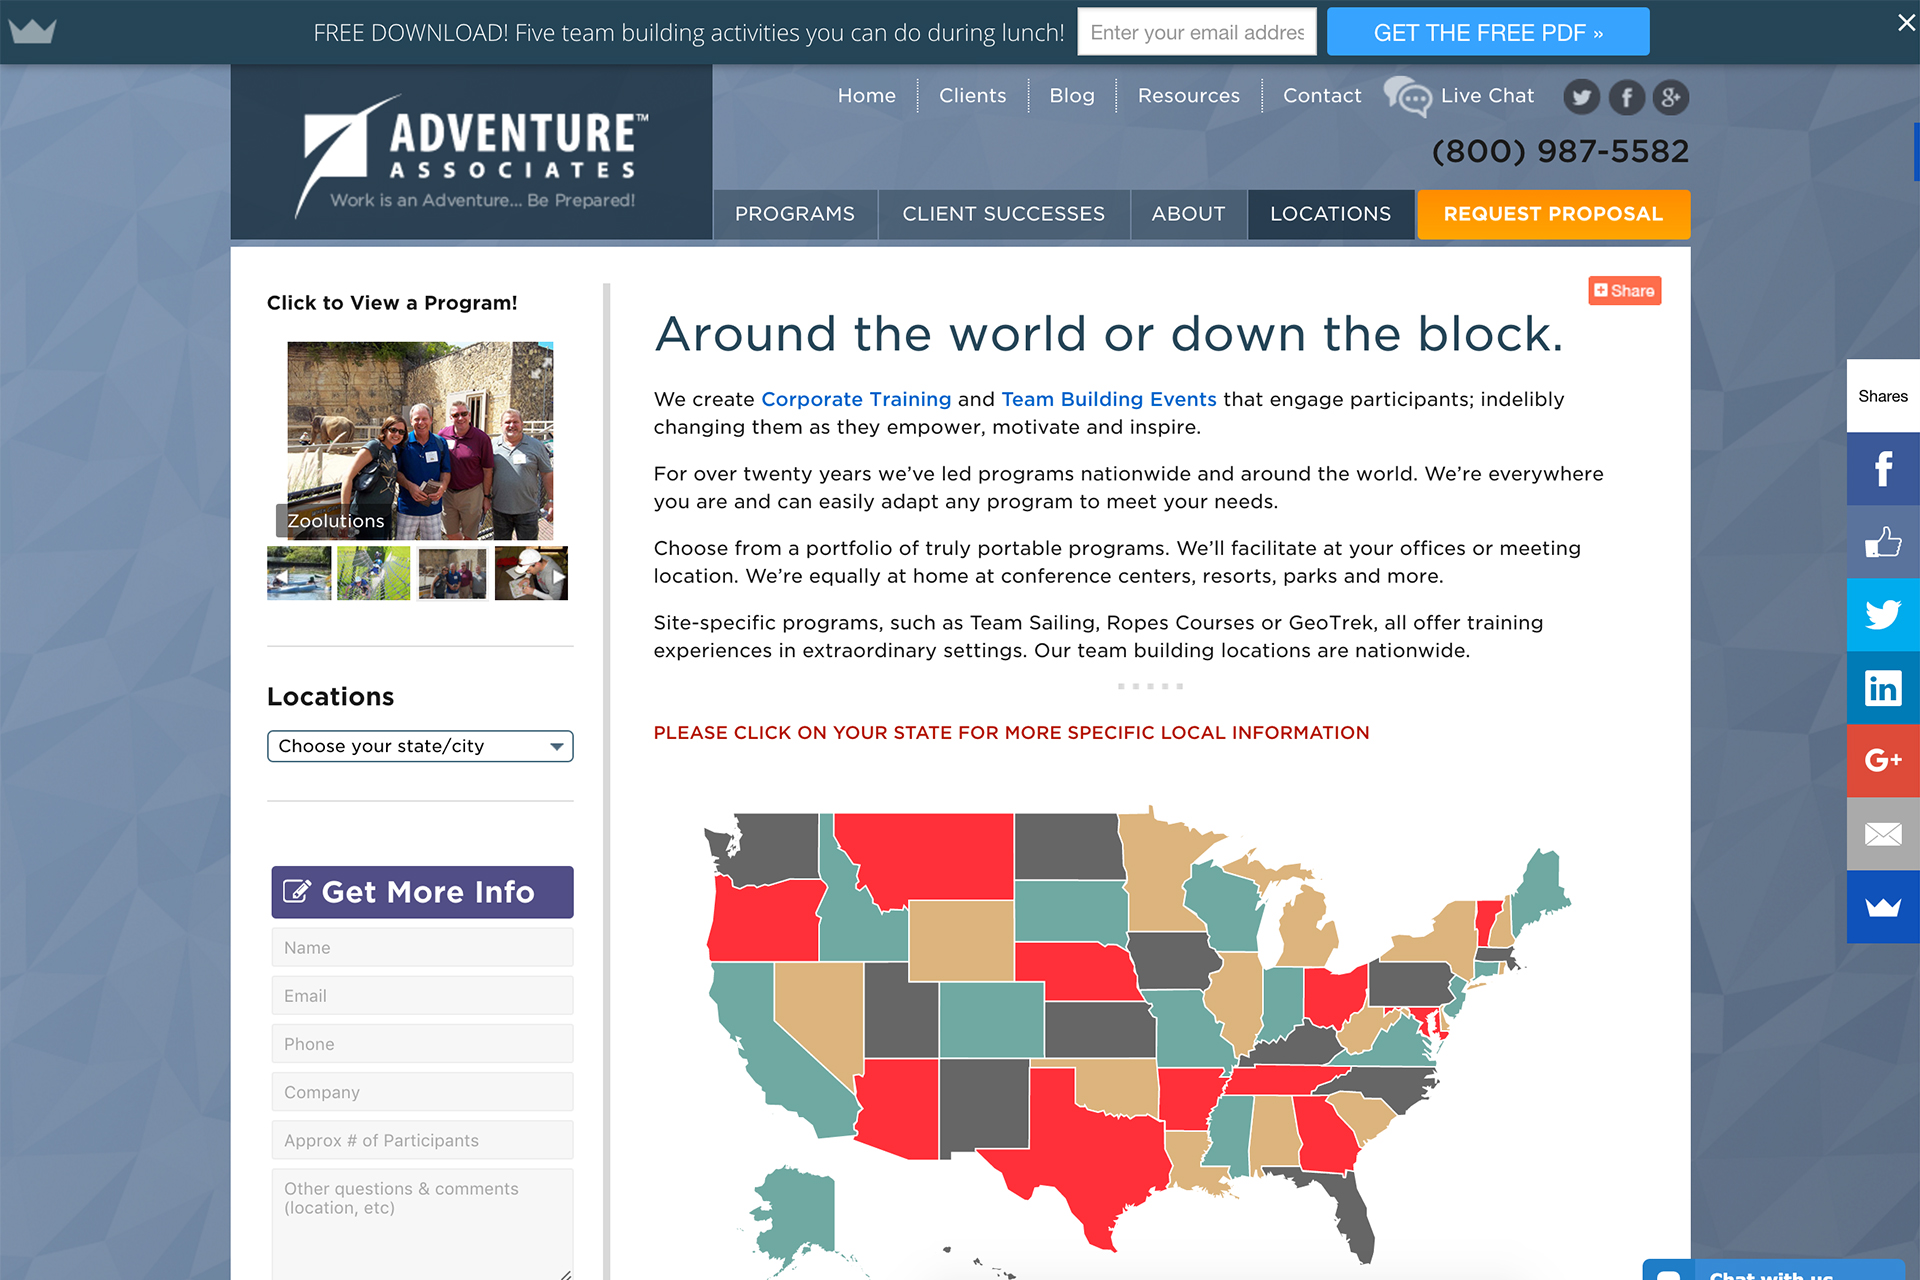 FREE DOWNLOAD! Five team building activities you can do during lunch!
Enter your email addres
GET THE FREE PDF »
Home
Clients
Blog
Resources
Contact
Live Chat
(800) 987-5582
ADVENTURE™
ASSOCIATES
Work is an Adventure... Be Prepared!
PROGRAMS
CLIENT SUCCESSES
ABOUT
LOCATIONS
REQUEST PROPOSAL
Click to View a Program!
Zoolutions
Locations
Choose your state/city
Get More Info
Name
Email
Phone
Company
Approx # of Participants
Other questions & comments
(location, etc)
Share
Around the world or down the block.
We create Corporate Training and Team Building Events that engage participants; indelibly
changing them as they empower, motivate and inspire.
For over twenty years we’ve led programs nationwide and around the world. We’re everywhere
you are and can easily adapt any program to meet your needs.
Choose from a portfolio of truly portable programs. We’ll facilitate at your offices or meeting
location. We’re equally at home at conference centers, resorts, parks and more.
Site-specific programs, such as Team Sailing, Ropes Courses or GeoTrek, all offer training
experiences in extraordinary settings. Our team building locations are nationwide.
PLEASE CLICK ON YOUR STATE FOR MORE SPECIFIC LOCAL INFORMATION
Shares
Chat with us